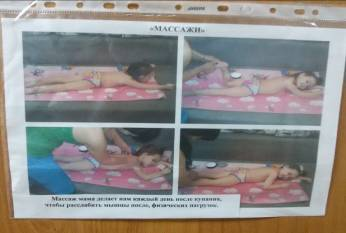 «МАССАЖИ»
Массаж мама делает нам каждый день после купания,
чтобы расслабить мышцы после, физических нагрузок.